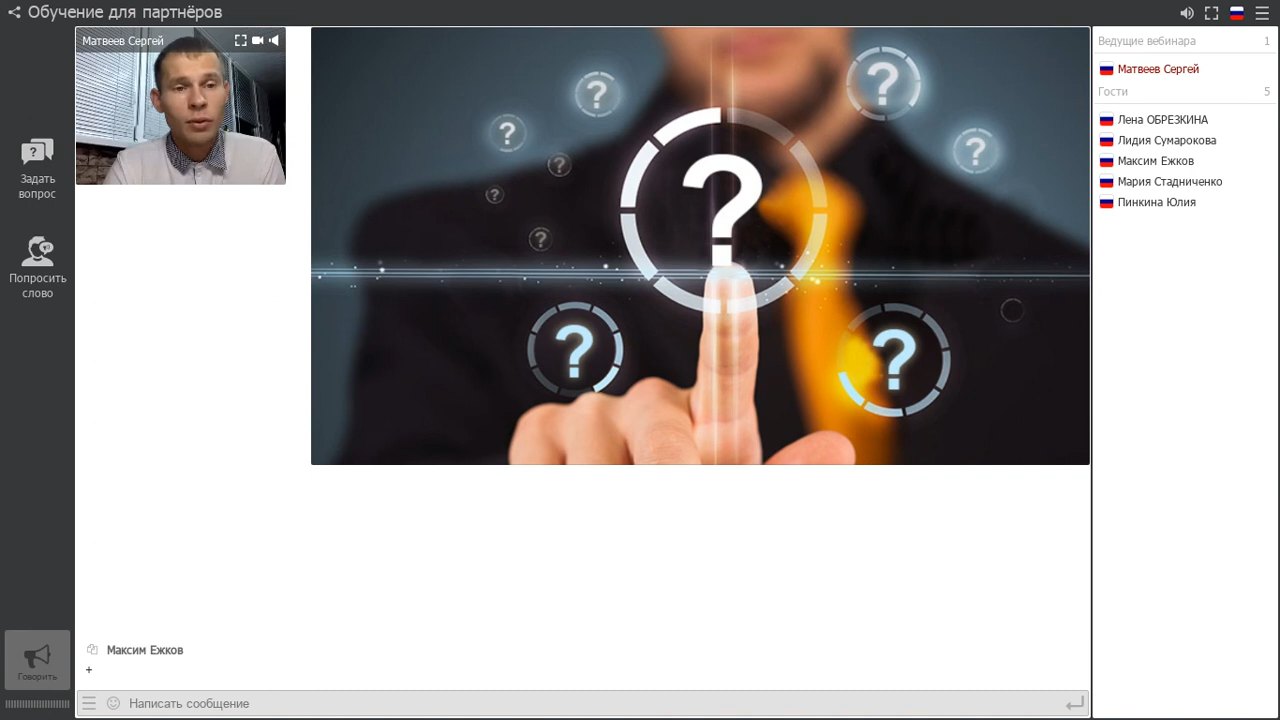 Обучение для партнёров
Матвеев Сергей
Задать
вопрос
Попросить
слово
Говорить
? ? ? ? ? ? ? ? ? ?
Максим Ежков
+
Написать сообщение
Ведущие вебинара 1
Матвеев Сергей
Гости 5
Лена ОБРЕЗКИНА
Лидия Сумарокова
Максим Ежков
Мария Стадниченко
Пинкина Юлия